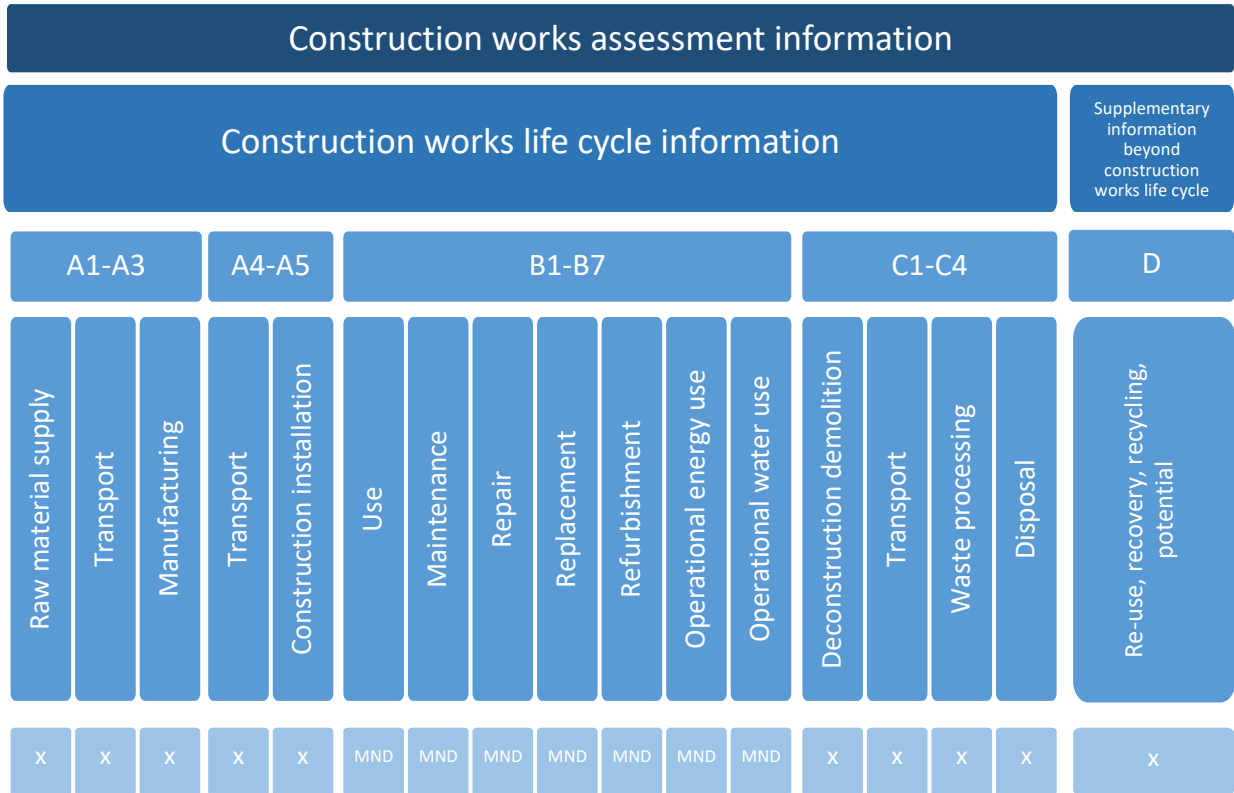 Construction works assessment information
Construction works life cycle information
Supplementary
information
beyond
construction
works life cycle
A1-A3
A4-A5
B1-B7
C1-C4
D
Raw material supply
Transport
Manufacturing
Transport
Construction installation
Use
Maintenance
Repair
Replacement
Refurbishment
Operational energy use
Operational water use
Deconstruction demolition
Transport
Waste processing
Disposal
Re-use, recovery, recycling,
potential
x
x
x
x
x
MND
MND
MND
MND
MND
MND
MND
x
x
x
x
x